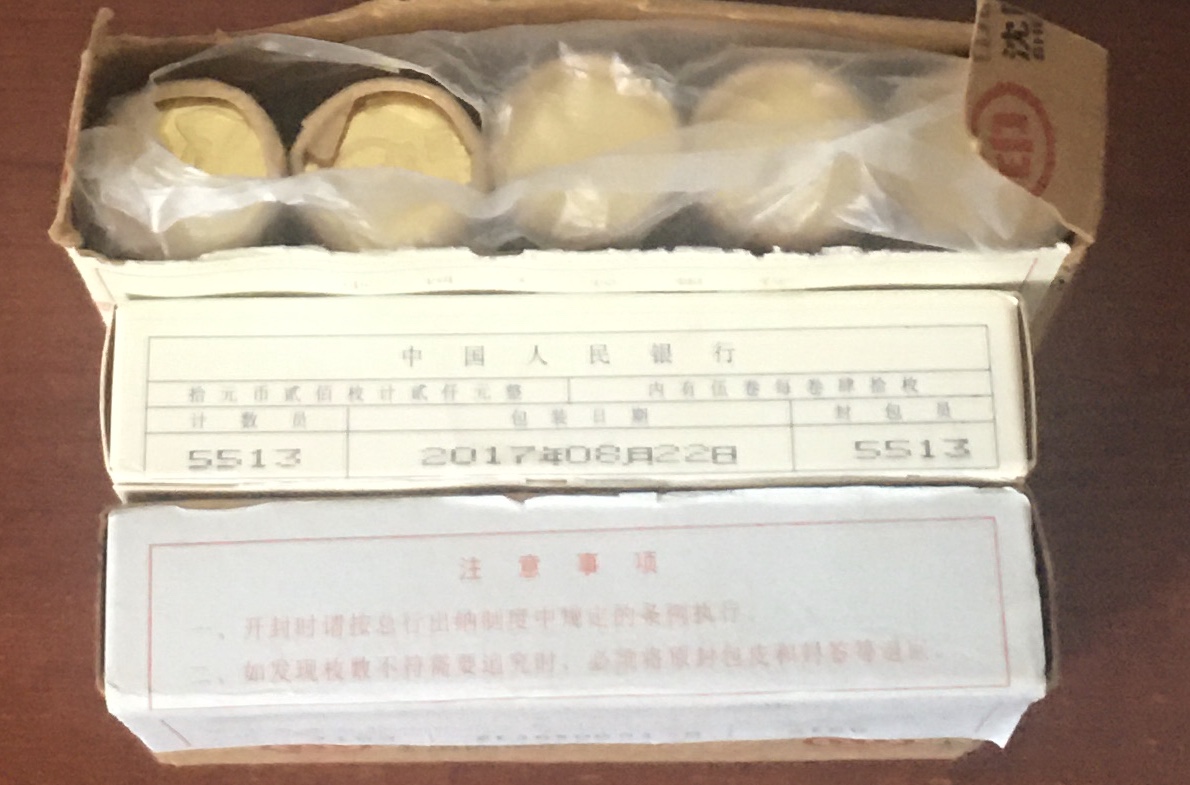 沈
中国人民银行
拾元币贰佰枚计贰仟元整 内有伍卷每卷肆拾枚
计数员 包装日期 封包员
5513 2017年08月22日 5513
注意事项
一、开封时请按总行出纳制度中规定的条例执行
二、如发现枚数不符需要追究时、必须将原封包皮和封签等退